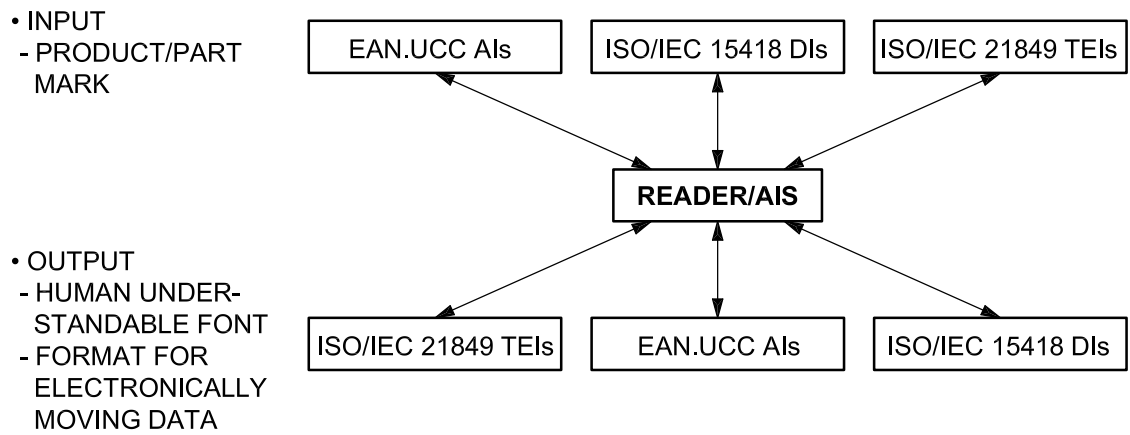 • INPUT
- PRODUCT/PART
MARK
EAN.UCC AIs
ISO/IEC 15418 DIs
ISO/IEC 21849 TEIs
READER/AIS
• OUTPUT
- HUMAN UNDER-
STANDABLE FONT
- FORMAT FOR
ELECTRONICALLY
MOVING DATA
ISO/IEC 21849 TEIs
EAN.UCC AIs
ISO/IEC 15418 DIs